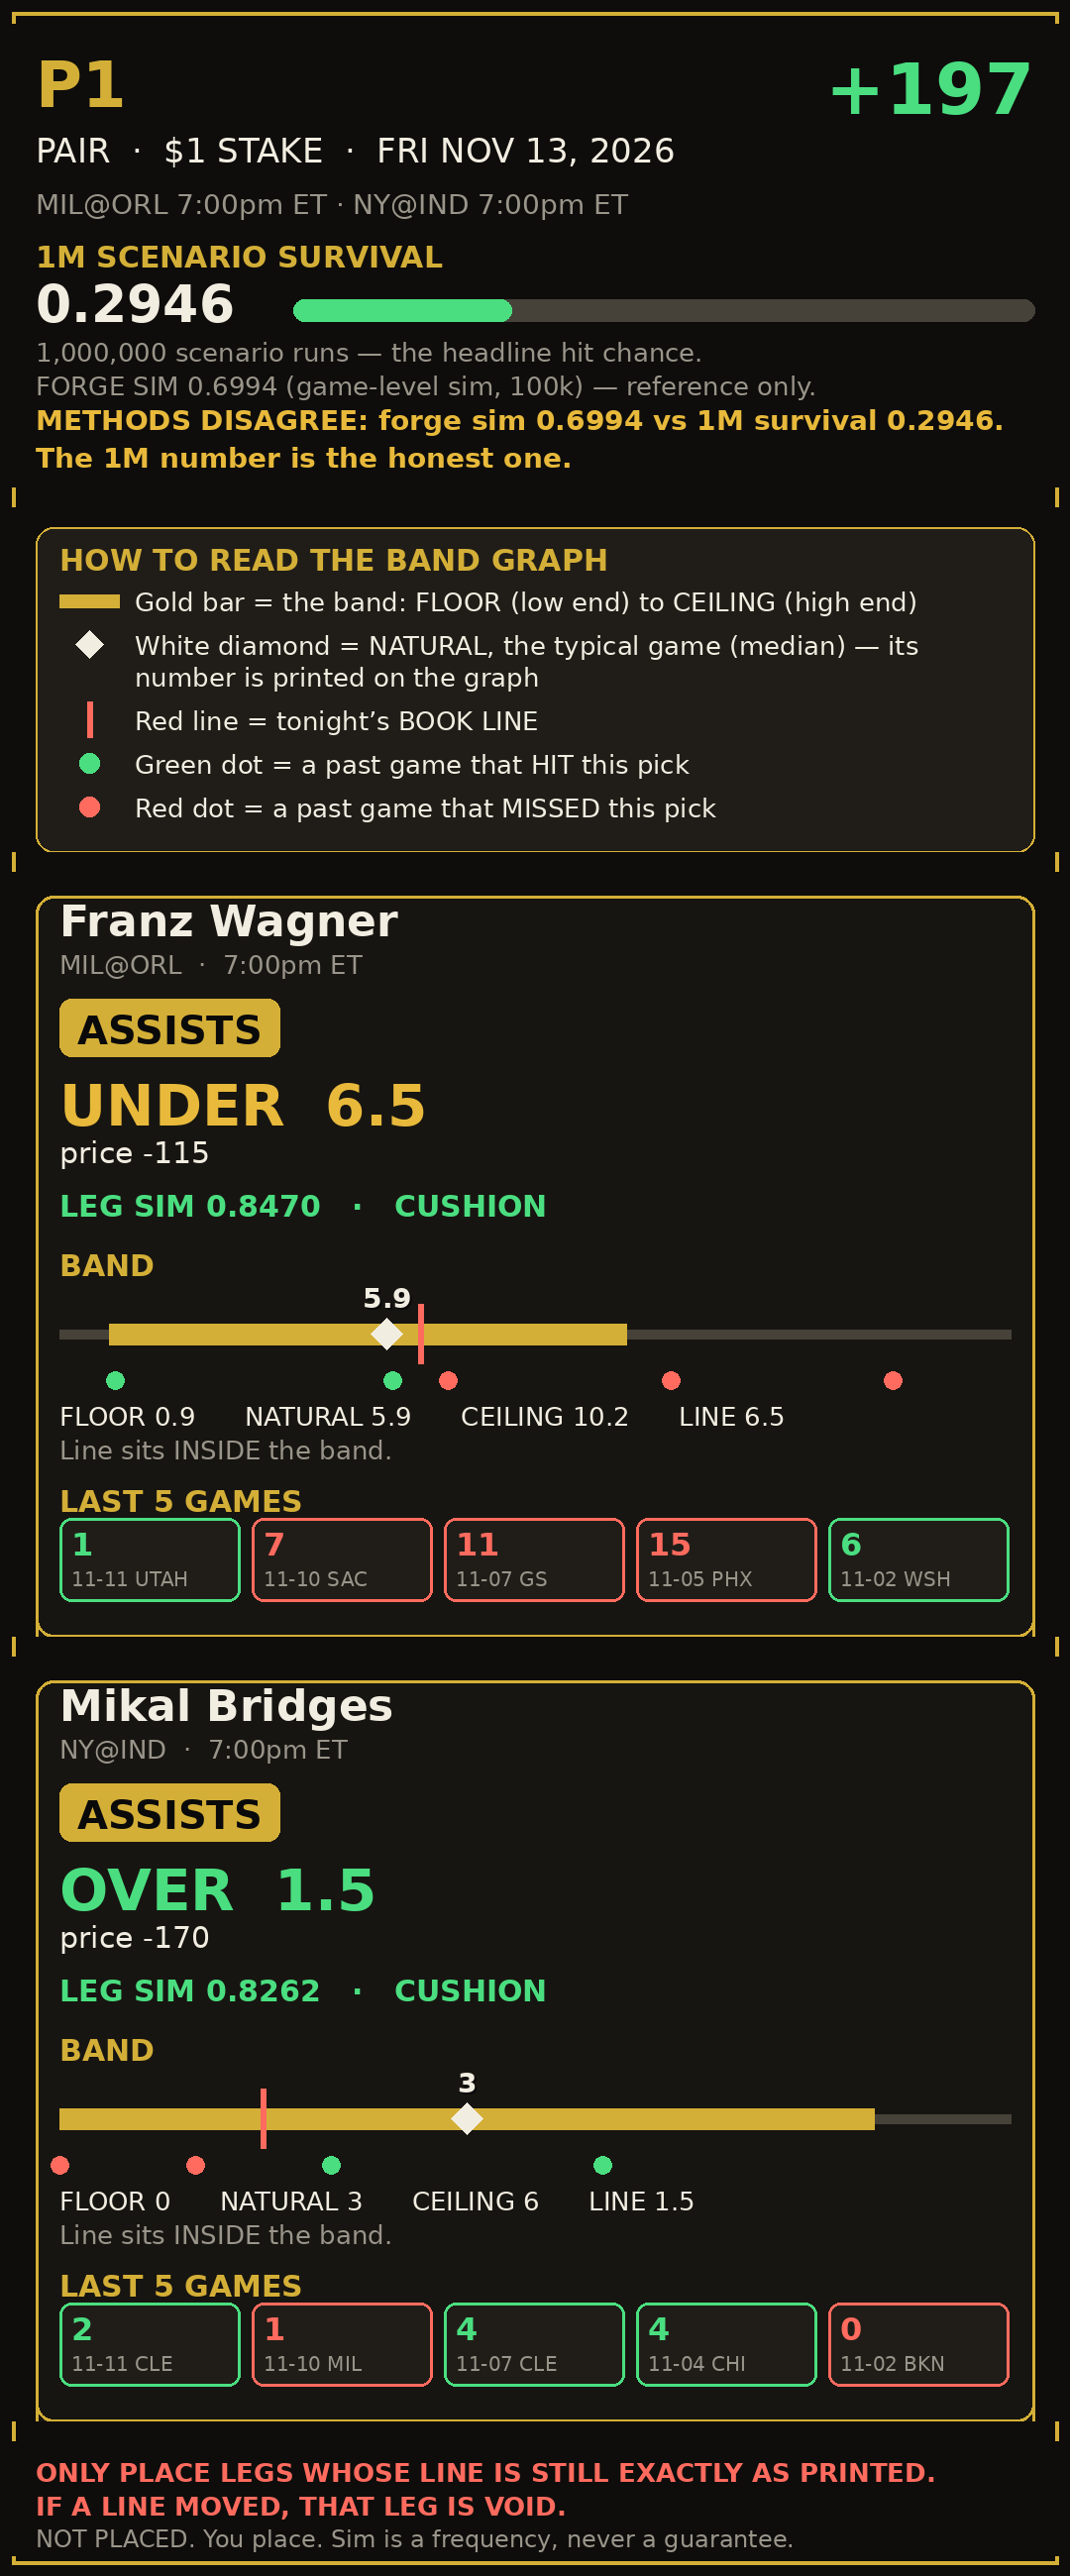 P1
+197
PAIR · $1 STAKE · FRI NOV 13, 2026
MIL@ORL 7:00pm ET · NY@IND 7:00pm ET
1M SCENARIO SURVIVAL
0.2946
1,000,000 scenario runs — the headline hit chance.
FORGE SIM 0.6994 (game-level sim, 100k) — reference only.
METHODS DISAGREE: forge sim 0.6994 vs 1M survival 0.2946.
The 1M number is the honest one.
HOW TO READ THE BAND GRAPH
Gold bar = the band: FLOOR (low end) to CEILING (high end)
White diamond = NATURAL, the typical game (median) — its
number is printed on the graph
Red line = tonight’s BOOK LINE
Green dot = a past game that HIT this pick
Red dot = a past game that MISSED this pick
Franz Wagner
MIL@ORL · 7:00pm ET
ASSISTS
UNDER 6.5
price -115
LEG SIM 0.8470 · CUSHION
BAND
5.9
FLOOR 0.9 NATURAL 5.9 CEILING 10.2 LINE 6.5
Line sits INSIDE the band.
LAST 5 GAMES
1 7 11 15 6
11-11 UTAH 11-10 SAC 11-07 GS 11-05 PHX 11-02 WSH
Mikal Bridges
NY@IND · 7:00pm ET
ASSISTS
OVER 1.5
price -170
LEG SIM 0.8262 · CUSHION
BAND
3
FLOOR 0 NATURAL 3 CEILING 6 LINE 1.5
Line sits INSIDE the band.
LAST 5 GAMES
2 1 4 4 0
11-11 CLE 11-10 MIL 11-07 CLE 11-04 CHI 11-02 BKN
ONLY PLACE LEGS WHOSE LINE IS STILL EXACTLY AS PRINTED.
IF A LINE MOVED, THAT LEG IS VOID.
NOT PLACED. You place. Sim is a frequency, never a guarantee.